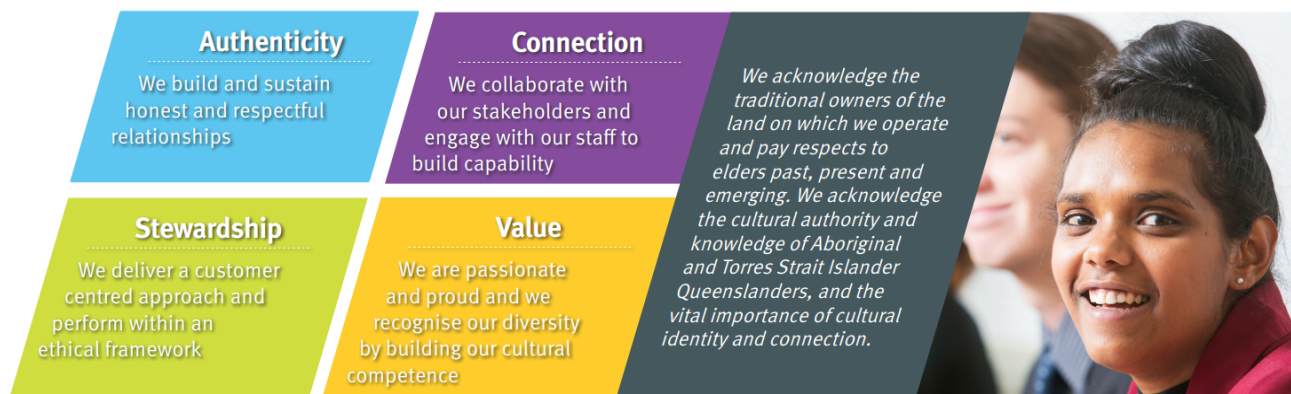 Authenticity
We build and sustain
honest and respectful
relationships
Connection
We collaborate with
our stakeholders and
engage with our staff to
build capability
Stewardship
We deliver a customer
centred approach and
perform within an
ethical framework
Value
We are passionate
and proud and we
recognise our diversity
by building our cultural
competence
We acknowledge the
traditional owners of the
land on which we operate
and pay respects to
elders past, present and
emerging. We acknowledge
the cultural authority and
knowledge of Aboriginal
and Torres Strait Islander
Queenslanders, and the
vital importance of cultural
identity and connection.